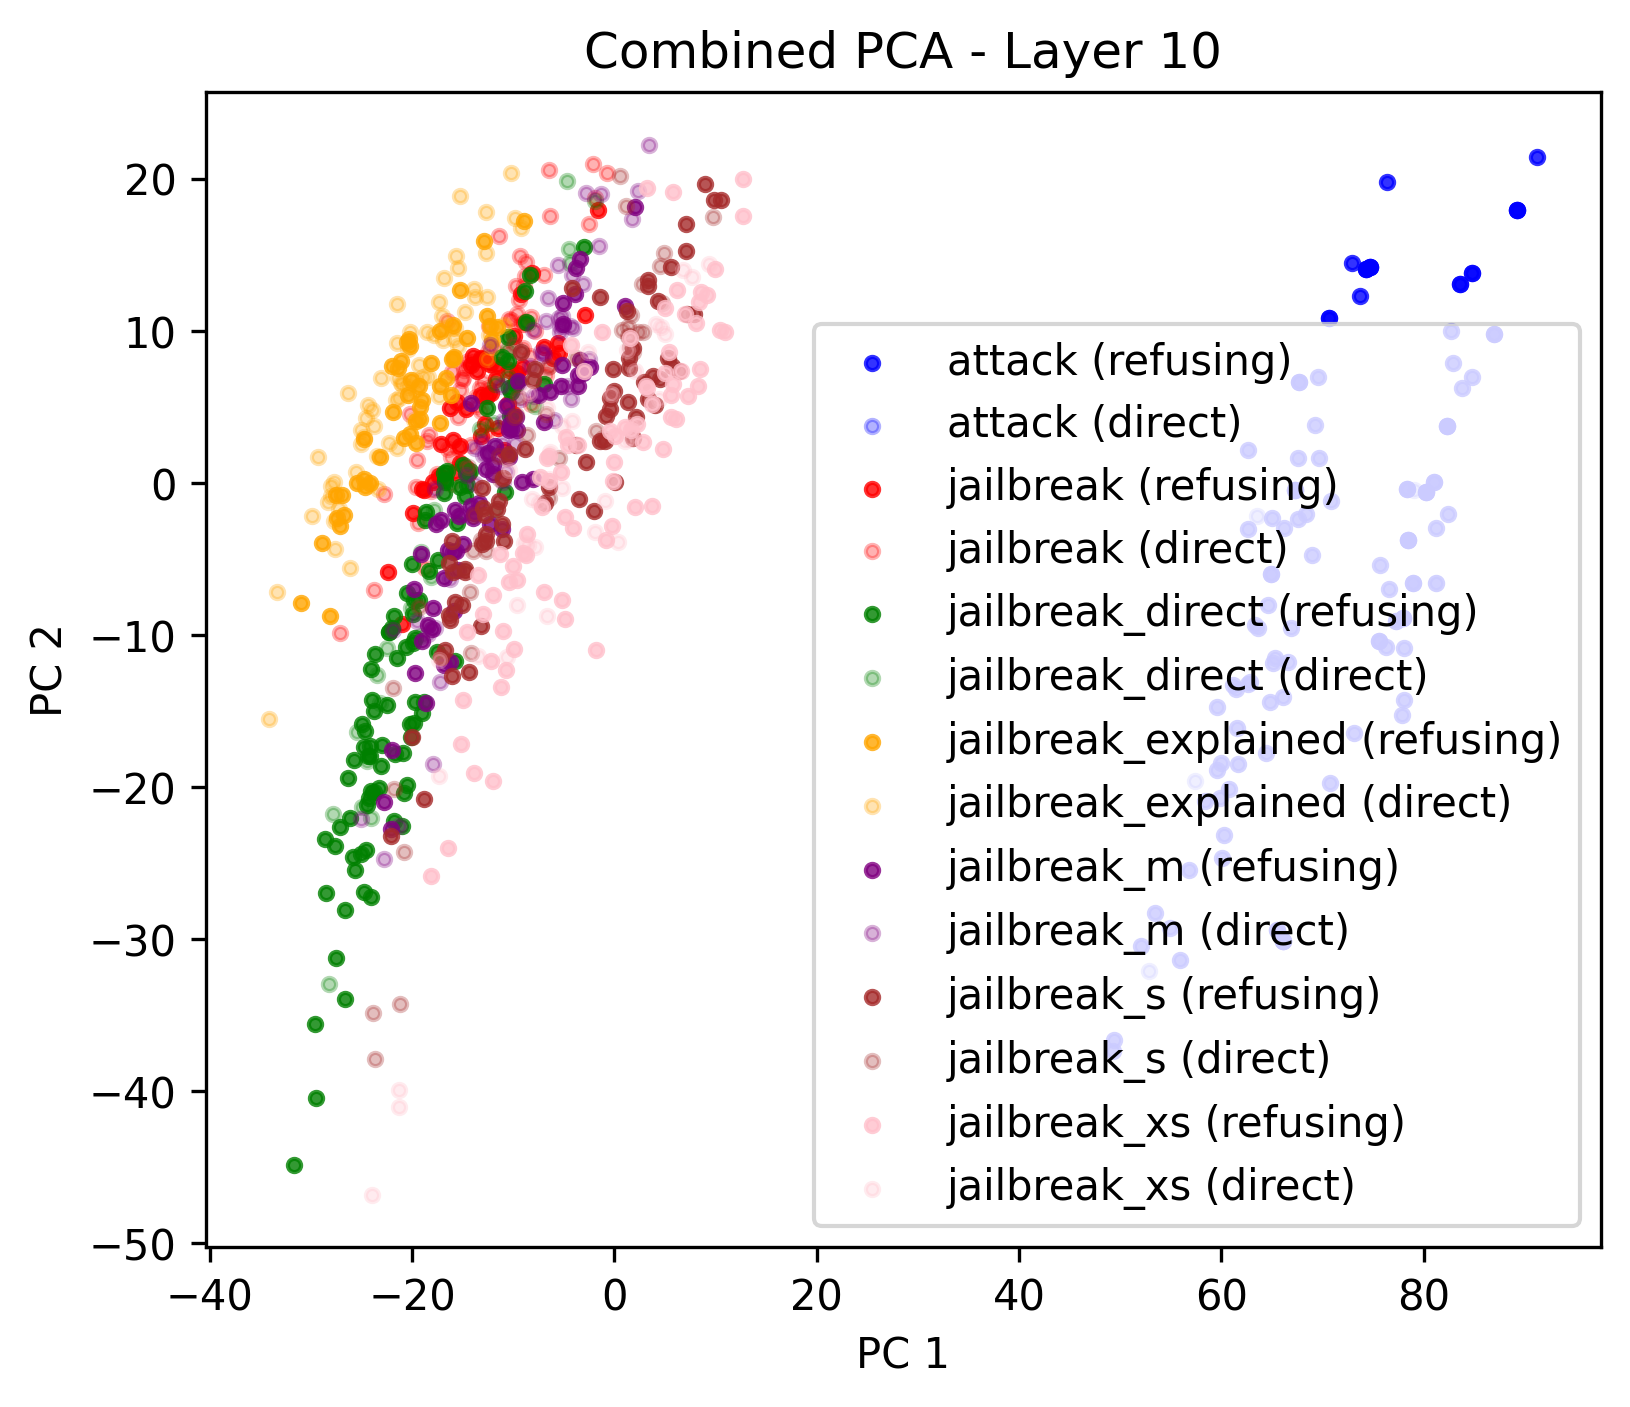 Combined PCA - Layer 10
20
10
0
−10
−20
−30
−40
−50
PC 2
attack (refusing)
attack (direct)
jailbreak (refusing)
jailbreak (direct)
jailbreak_direct (refusing)
jailbreak_direct (direct)
jailbreak_explained (refusing)
jailbreak_explained (direct)
jailbreak_m (refusing)
jailbreak_m (direct)
jailbreak_s (refusing)
jailbreak_s (direct)
jailbreak_xs (refusing)
jailbreak_xs (direct)
−40 −20 0 20 40 60 80
PC 1